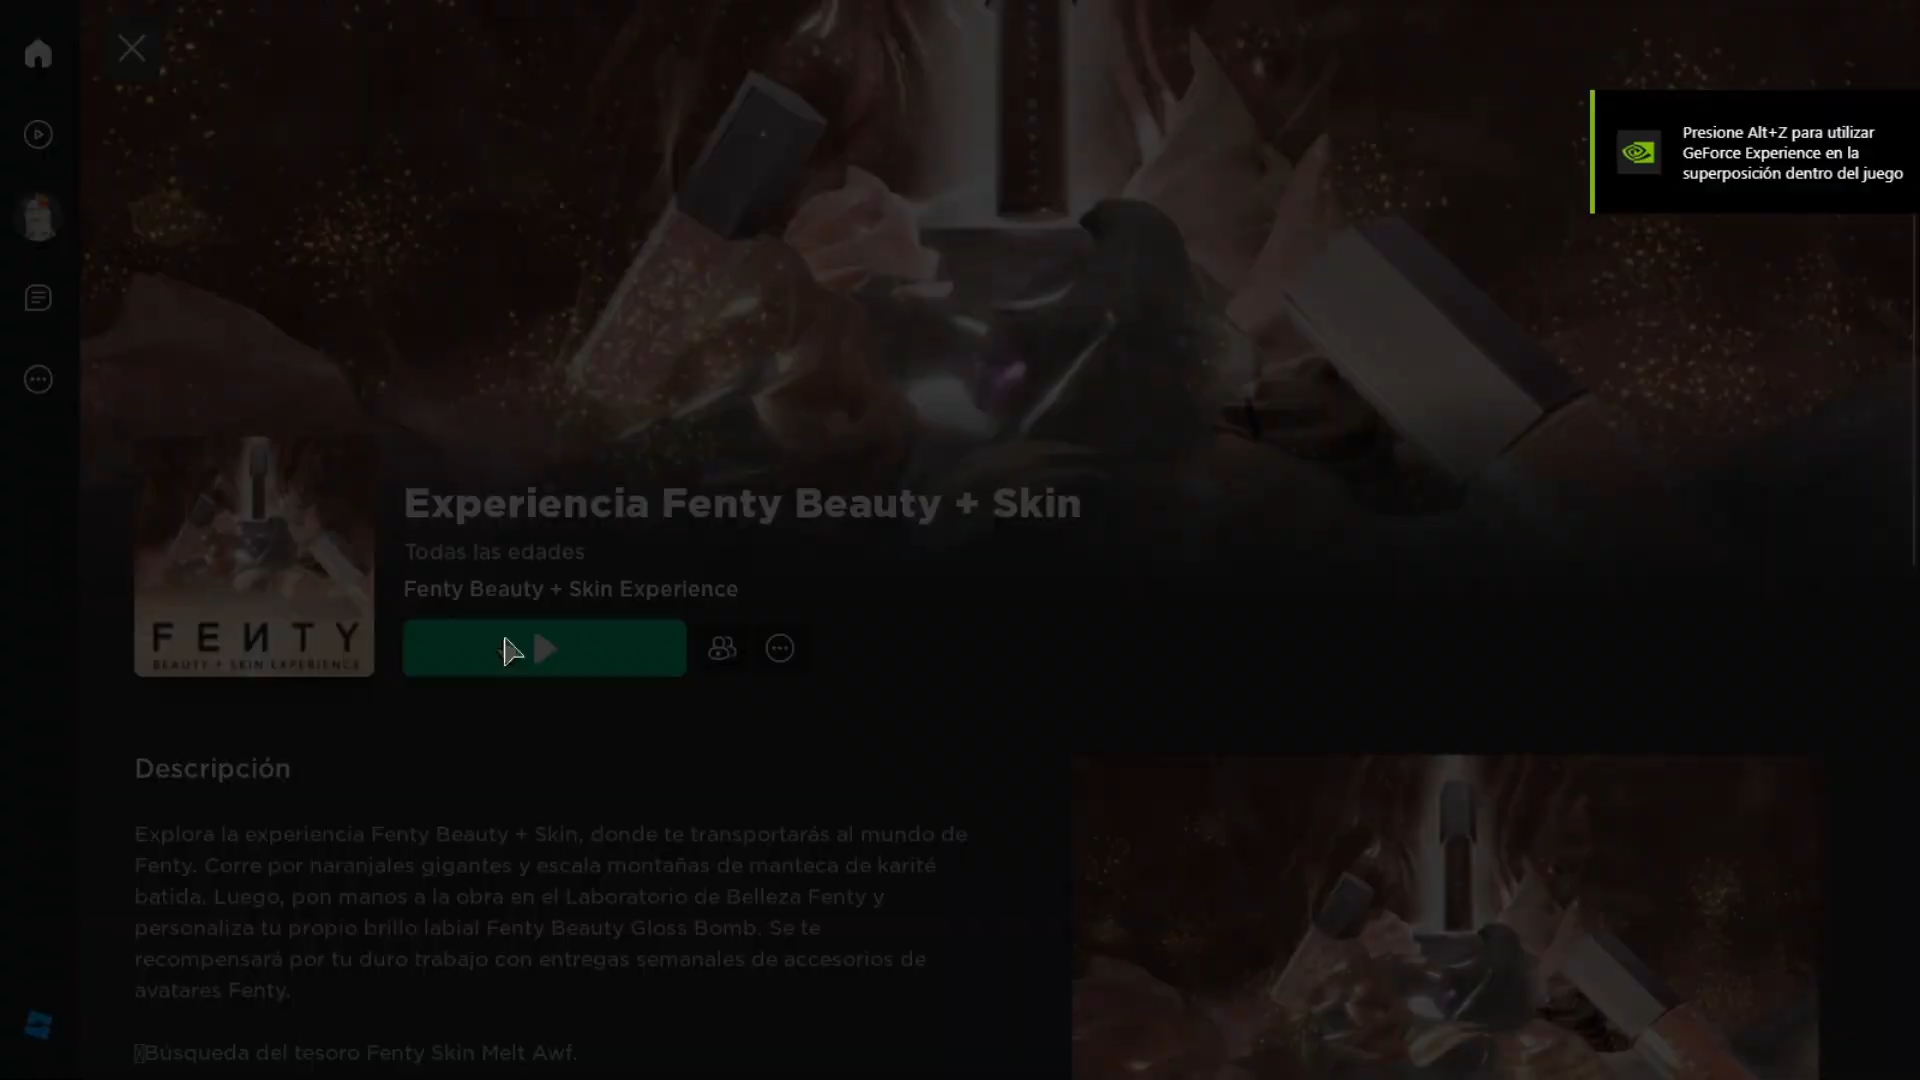 Presione Alt+Z para utilizar
GeForce Experience en la
superposición dentro del juego
Experiencia Fenty Beauty + Skin
Todas las edades
Fenty Beauty + Skin Experience
FEИTY
BEAUTY + SKIN EXPERIENCE
Descripción
Explora la experiencia Fenty Beauty + Skin, donde te transportarás al mundo de
Fenty. Corre por naranjales gigantes y escala montañas de manteca de karité
batida. Luego, pon manos a la obra en el Laboratorio de Belleza Fenty y
personaliza tu propio brillo labial Fenty Beauty Gloss Bomb. Se te
recompensará por tu duro trabajo con entregas semanales de accesorios de
avatares Fenty.
Búsqueda del tesoro Fenty Skin Melt Awf.